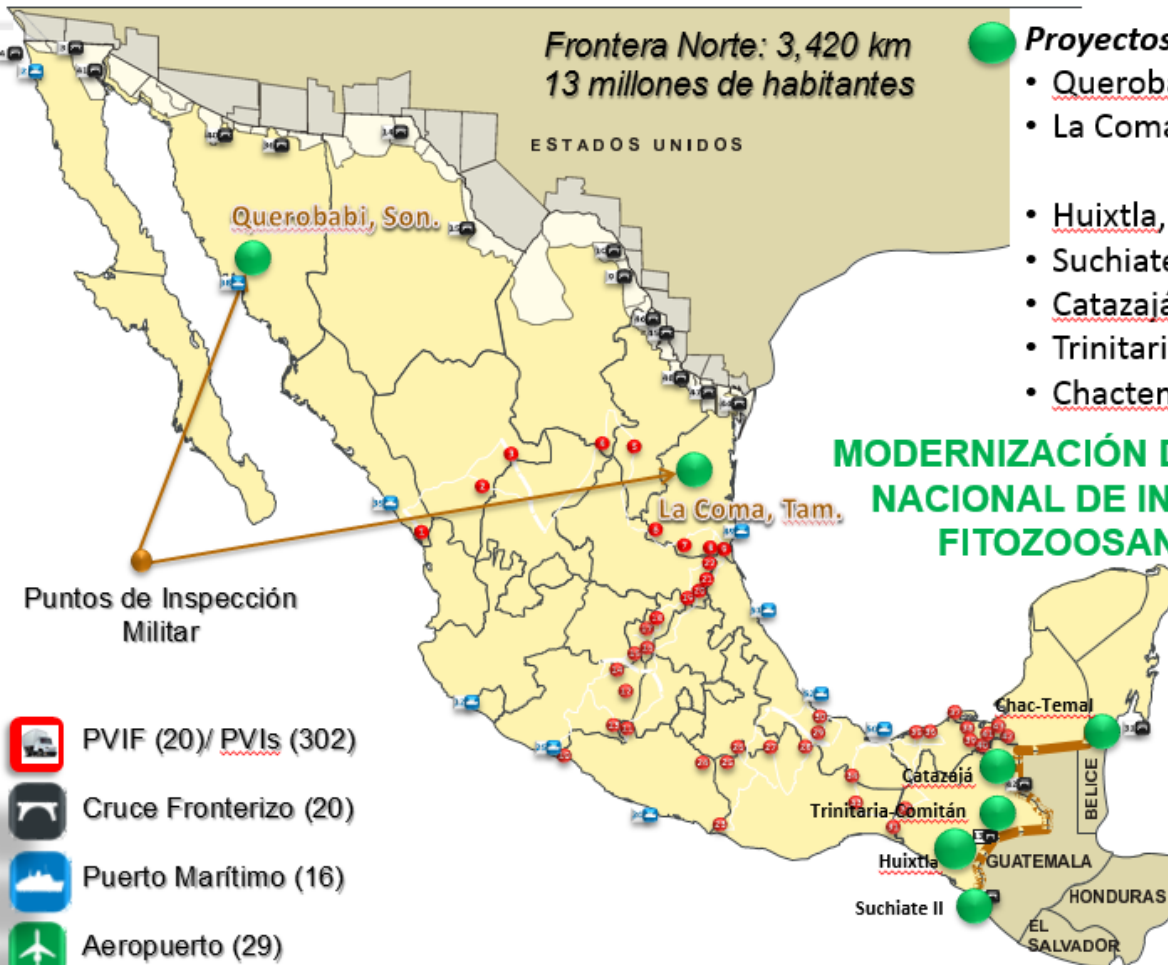 Frontera Norte: 3,420 km
13 millones de habitantes
ESTADOS UNIDOS
Proyectos
• Queroba
• La Coma
• Huixtla,
• Suchiate
• Catazajá
• Trinitari
• Chactem
MODERNIZACIÓN D
NACIONAL DE IN
FITOZOOSAN
Querobabi, Son.
La Coma, Tam.
Puntos de Inspección
Militar
PVIF (20)/ PVIs (302)
Cruce Fronterizo (20)
Puerto Marítimo (16)
Aeropuerto (29)
Chac-Temal
Catazajá
Trinitaria-Comitán
Huixtla
Suchiate II
BELICE
GUATEMALA
HONDURAS
EL
SALVADOR